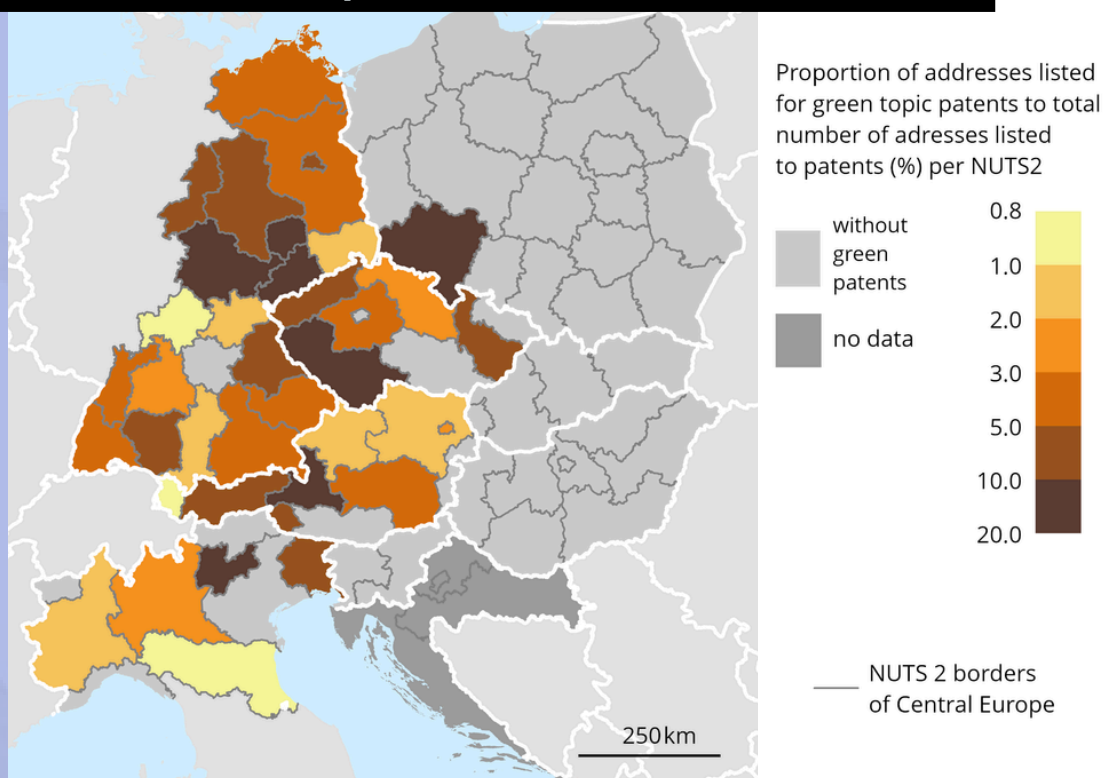 Proportion of addresses listed
for green topic patents to total
number of adresses listed
to patents (%) per NUTS2
without
green
patents
no data
0.8
1.0
2.0
3.0
5.0
10.0
20.0
NUTS 2 borders
of Central Europe
250km